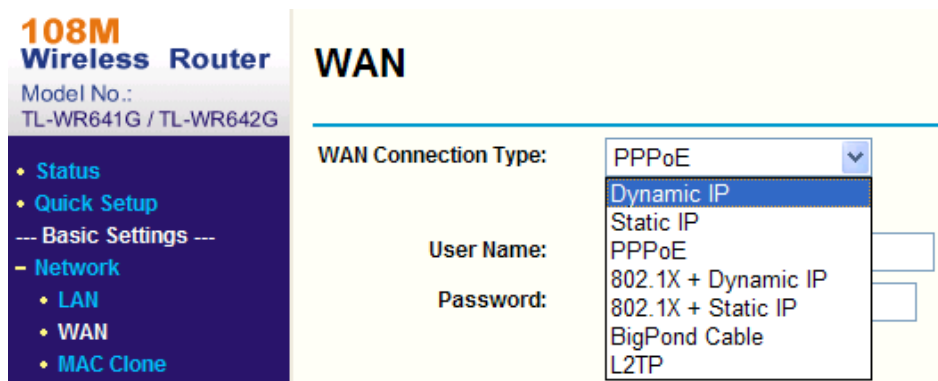 108M
Wireless Router
Model No.:
TL-WR641G / TL-WR642G
• Status
• Quick Setup
--- Basic Settings ---
– Network
• LAN
• WAN
• MAC Clone
WAN
WAN Connection Type:
PPPoE
Dynamic IP
Static IP
PPPoE
802.1X + Dynamic IP
802.1X + Static IP
BigPond Cable
L2TP
User Name:
Password: